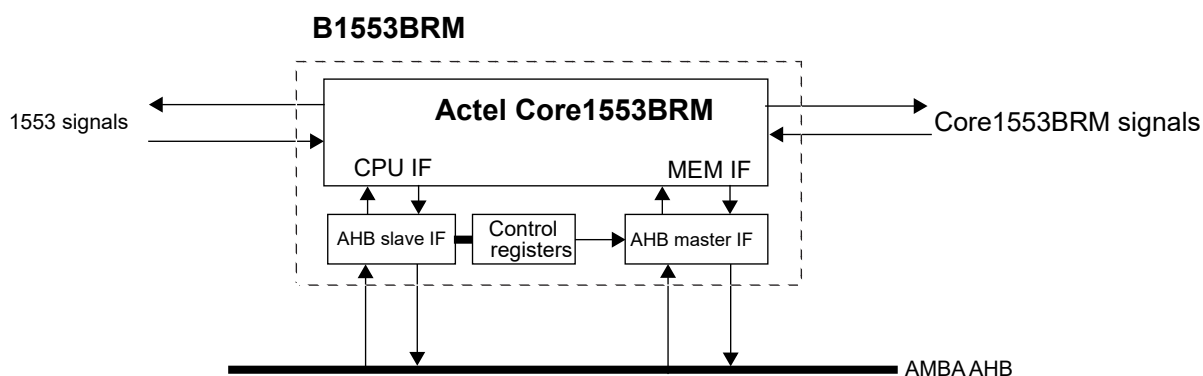 B1553BRM
Actel Core1553BRM
1553 signals
Core1553BRM signals
CPU IF
MEM IF
AHB slave IF
Control
registers
AHB master IF
AMBA AHB